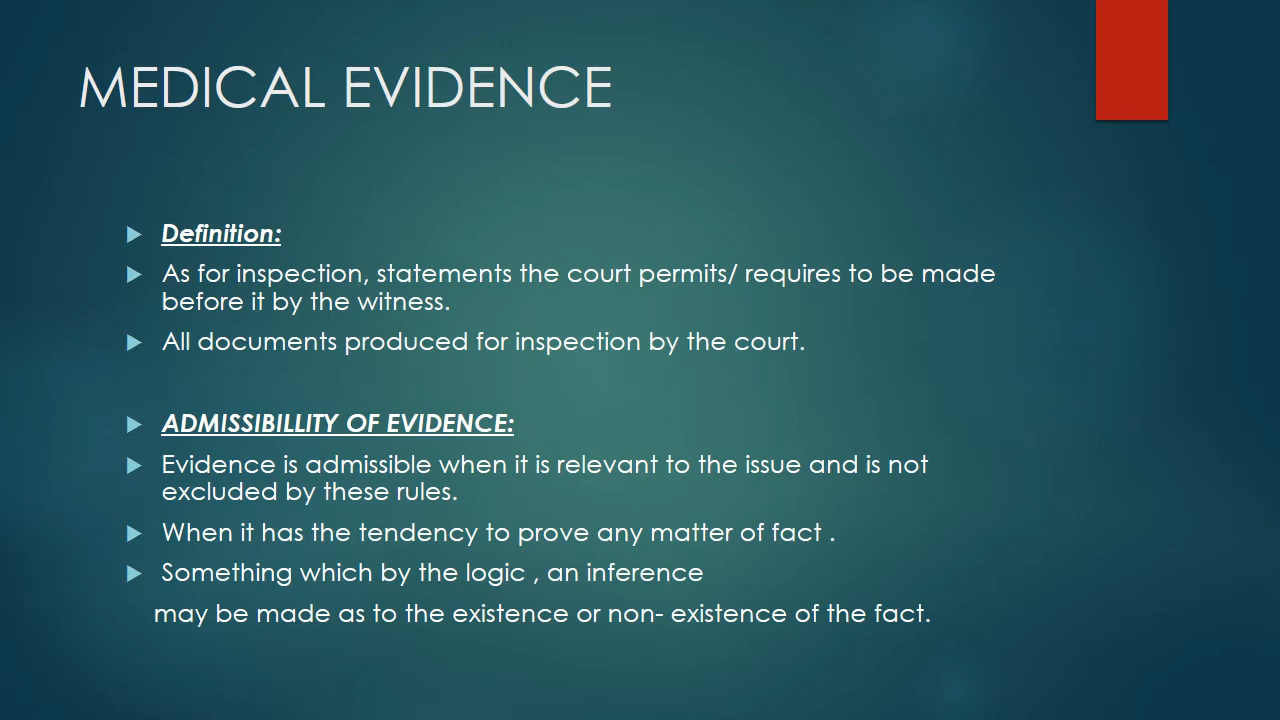 MEDICAL EVIDENCE
Definition:
As for inspection, statements the court permits/ requires to be made
before it by the witness.
All documents produced for inspection by the court.
ADMISSIBILLITY OF EVIDENCE:
Evidence is admissible when it is relevant to the issue and is not
excluded by these rules.
When it has the tendency to prove any matter of fact .
Something which by the logic , an inference
may be made as to the existence or non- existence of the fact.